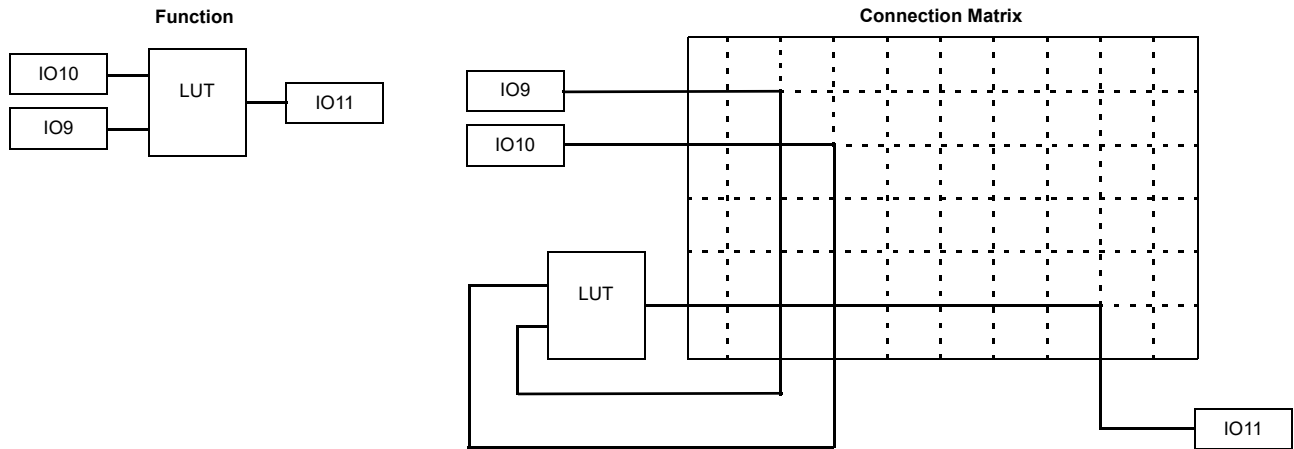 Function
IO10
LUT
IO11
IO9
Connection Matrix
IO9
IO10
LUT
IO11